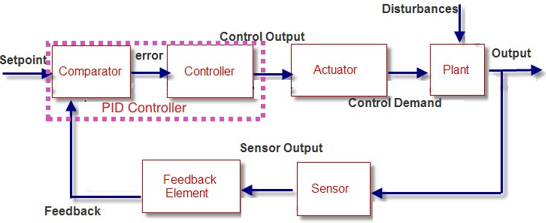 Disturbances
Setpoint
error
Control Output
Output
Comparator
Controller
Actuator
Plant
PID Controller
Control Demand
Sensor Output
Feedback
Element
Sensor
Feedback